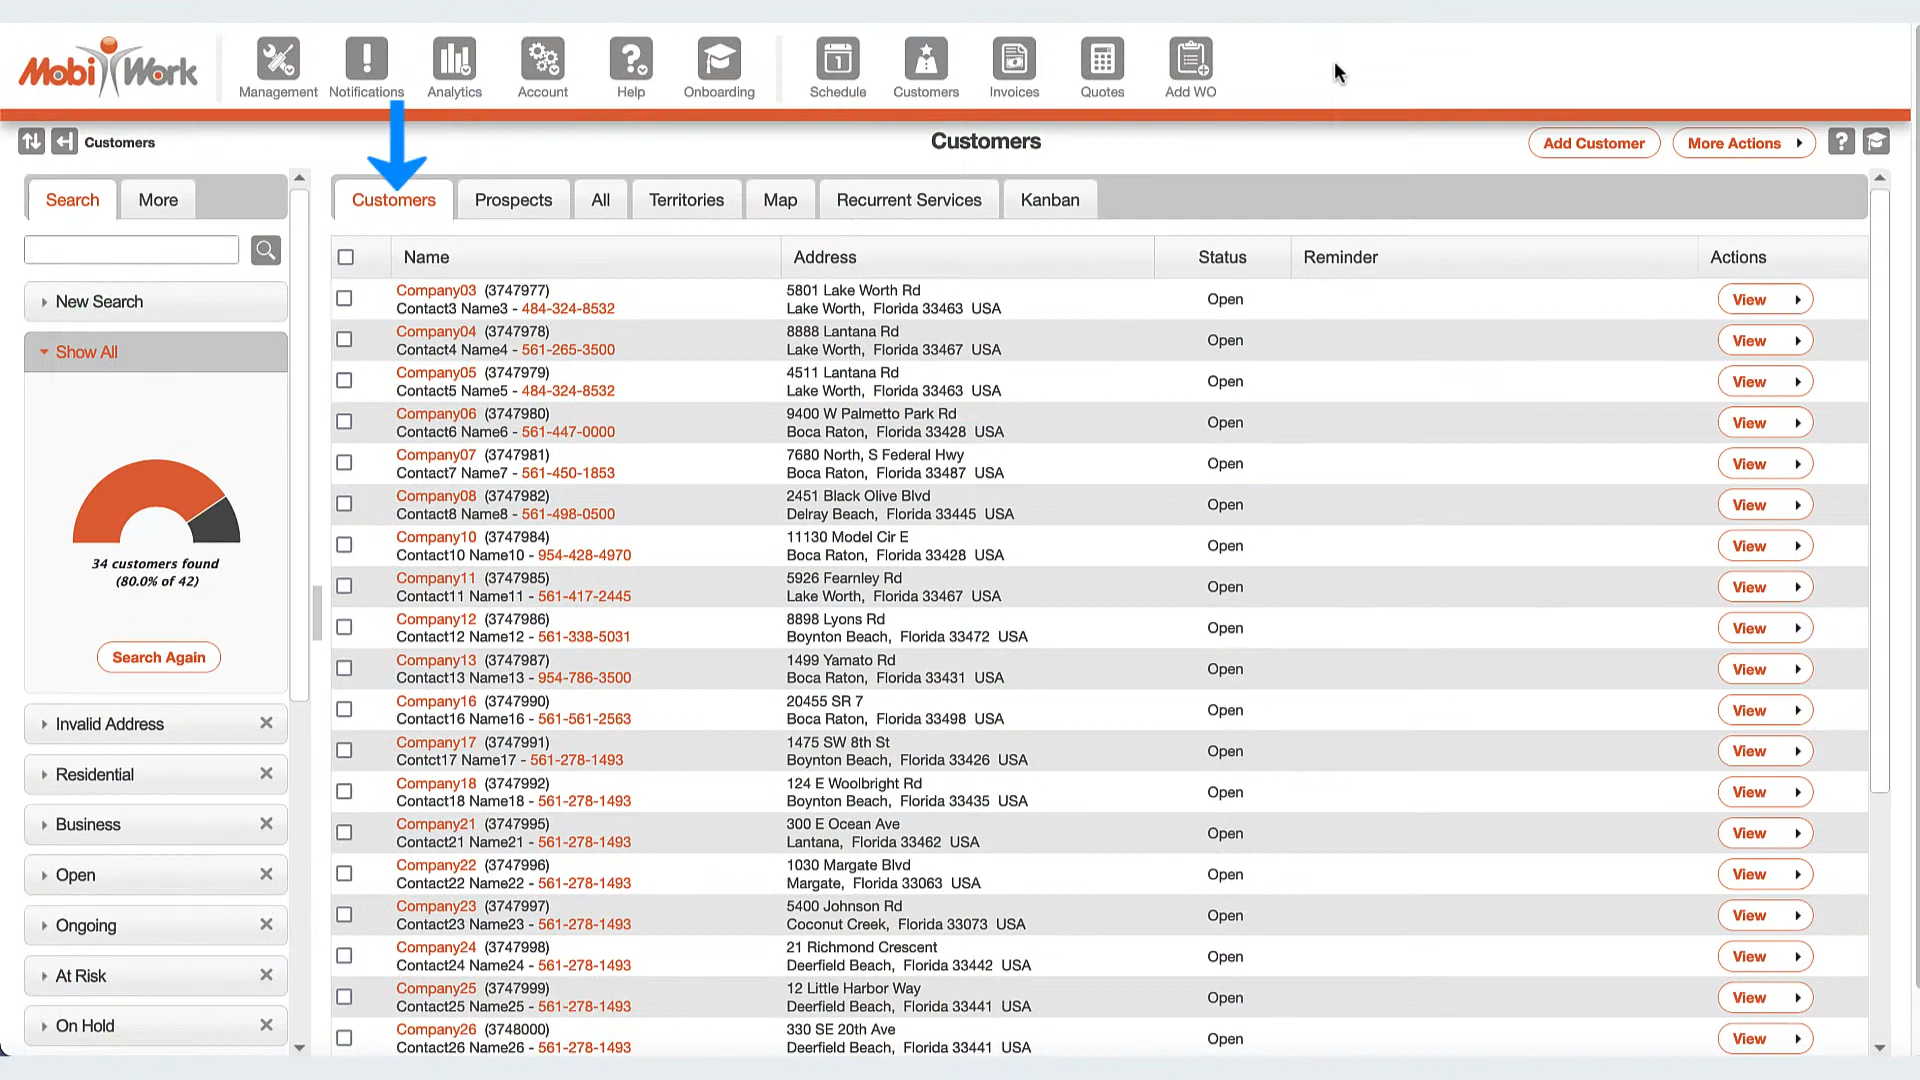 Mobi Work
Management
Notifications
Analytics
Account
Help
Onboarding
Schedule
Customers
Invoices
Quotes
Add WO
Customers
Customers
Add Customer
More Actions
?
Search
More
Customers
Prospects
All
Territories
Map
Recurrent Services
Kanban
New Search
Show All
34 customers found
(80.0% of 42)
Search Again
Invalid Address
Residential
Business
Open
Ongoing
At Risk
On Hold
Name Address Status Reminder Actions
Company03 (3747977) 5801 Lake Worth Rd
Contact3 Name3 - 484-324-8532 Lake Worth, Florida 33463 USA
Open View
Company04 (3747978) 8888 Lantana Rd
Contact4 Name4 - 561-265-3500 Lake Worth, Florida 33467 USA
Open View
Company05 (3747979) 4511 Lantana Rd
Contact5 Name5 - 484-324-8532 Lake Worth, Florida 33463 USA
Open View
Company06 (3747980) 9400 W Palmetto Park Rd
Contact6 Name6 - 561-447-0000 Boca Raton, Florida 33428 USA
Open View
Company07 (3747981) 7680 North, S Federal Hwy
Contact7 Name7 - 561-450-1853 Boca Raton, Florida 33487 USA
Open View
Company08 (3747982) 2451 Black Olive Blvd
Contact8 Name8 - 561-498-0500 Delray Beach, Florida 33445 USA
Open View
Company10 (3747984) 11130 Model Cir E
Contact10 Name10 - 954-428-4970 Boca Raton, Florida 33428 USA
Open View
Company11 (3747985) 5926 Fearnley Rd
Contact11 Name11 - 561-417-2445 Lake Worth, Florida 33467 USA
Open View
Company12 (3747986) 8898 Lyons Rd
Contact12 Name12 - 561-338-5031 Boynton Beach, Florida 33472 USA
Open View
Company13 (3747987) 1499 Yamato Rd
Contact13 Name13 - 954-786-3500 Boca Raton, Florida 33431 USA
Open View
Company16 (3747990) 20455 SR 7
Contact16 Name16 - 561-561-2563 Boca Raton, Florida 33498 USA
Open View
Company17 (3747991) 1475 SW 8th St
Contct17 Name17 - 561-278-1493 Boynton Beach, Florida 33426 USA
Open View
Company18 (3747992) 124 E Woolbright Rd
Contact18 Name18 - 561-278-1493 Boynton Beach, Florida 33435 USA
Open View
Company21 (3747995) 300 E Ocean Ave
Contact21 Name21 - 561-278-1493 Lantana, Florida 33462 USA
Open View
Company22 (3747996) 1030 Margate Blvd
Contact22 Name22 - 561-278-1493 Margate, Florida 33063 USA
Open View
Company23 (3747997) 5400 Johnson Rd
Contact23 Name23 - 561-278-1493 Coconut Creek, Florida 33073 USA
Open View
Company24 (3747998) 21 Richmond Crescent
Contact24 Name24 - 561-278-1493 Deerfield Beach, Florida 33442 USA
Open View
Company25 (3747999) 12 Little Harbor Way
Contact25 Name25 - 561-278-1493 Deerfield Beach, Florida 33441 USA
Open View
Company26 (3748000) 330 SE 20th Ave
Contact26 Name26 - 561-278-1493 Deerfield Beach, Florida 33441 USA
Open View